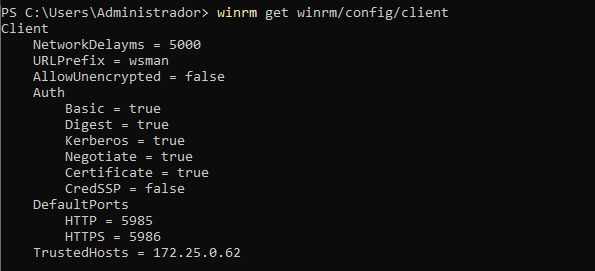 PS C:\Users\Administrador> winrm get winrm/config/client
Client
    NetworkDelayms = 5000
    URLPrefix = wsman
    AllowUnencrypted = false
    Auth
        Basic = true
        Digest = true
        Kerberos = true
        Negotiate = true
        Certificate = true
        CredSSP = false
    DefaultPorts
        HTTP = 5985
        HTTPS = 5986
    TrustedHosts = 172.25.0.62